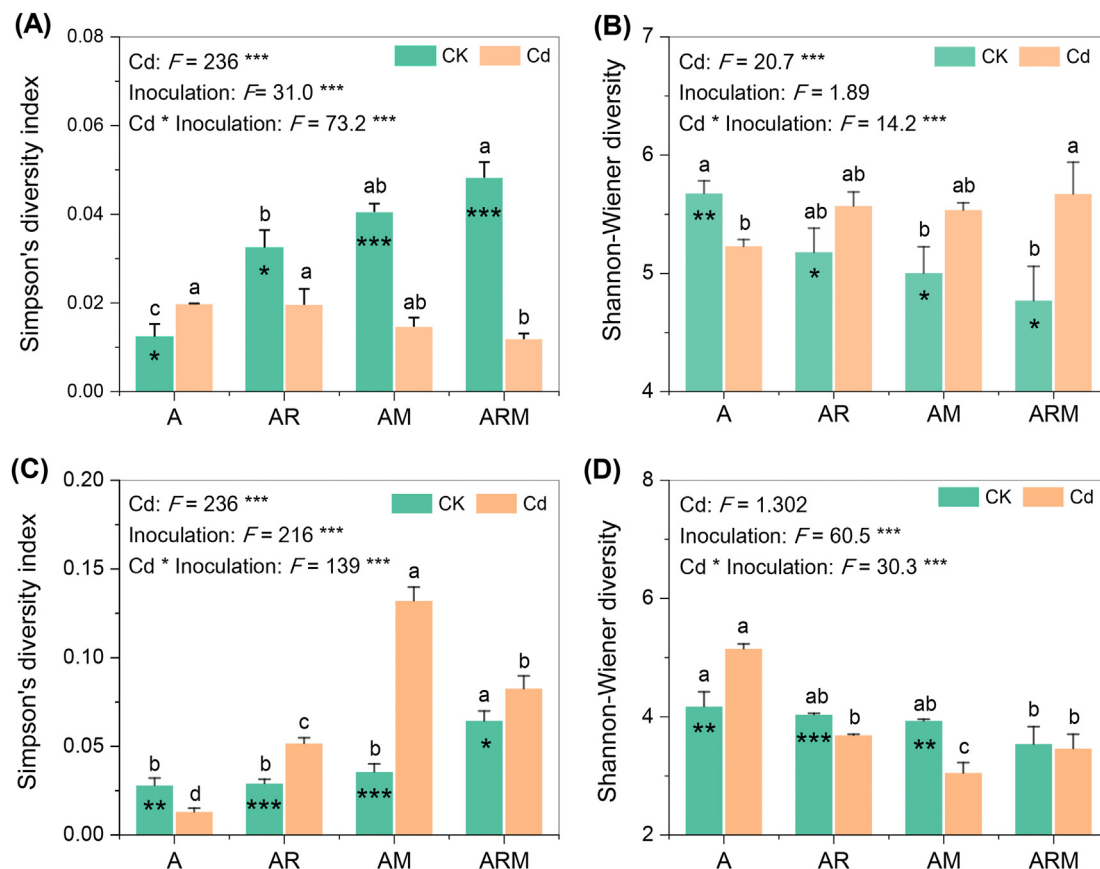 (A)
Simpson's diversity index
0.08
0.06
0.04
0.02
0.00
Cd: F = 236 ***
Inoculation: F= 31.0 ***
Cd * Inoculation: F = 73.2 ***
CK Cd
c a b a ab ab a b
* * *** ***
A AR AM ARM
(B)
Shannon-Wiener diversity
7
6
5
4
Cd: F = 20.7 ***
Inoculation: F = 1.89
Cd * Inoculation: F = 14.2 ***
CK Cd
a b ab ab b ab b a
** * * *
A AR AM ARM
(C)
Simpson's diversity index
0.20
0.15
0.10
0.05
0.00
Cd: F = 236 ***
Inoculation: F = 216 ***
Cd * Inoculation: F = 139 ***
CK Cd
b d b c b a a b
** *** *** *
A AR AM ARM
(D)
Shannon-Wiener diversity
8
6
4
2
Cd: F = 1.302
Inoculation: F = 60.5 ***
Cd * Inoculation: F = 30.3 ***
CK Cd
a a ab b ab c b b
** *** **
A AR AM ARM